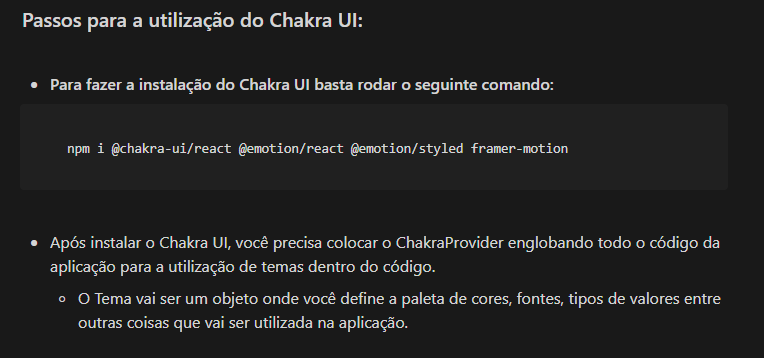 Passos para a utilização do Chakra UI:
Para fazer a instalação do Chakra UI basta rodar o seguinte comando:
npm i @chakra-ui/react @emotion/react @emotion/styled framer-motion
Após instalar o Chakra UI, você precisa colocar o ChakraProvider englobando todo o código da
aplicação para a utilização de temas dentro do código.
O Tema vai ser um objeto onde você define a paleta de cores, fontes, tipos de valores entre
outras coisas que vai ser utilizada na aplicação.